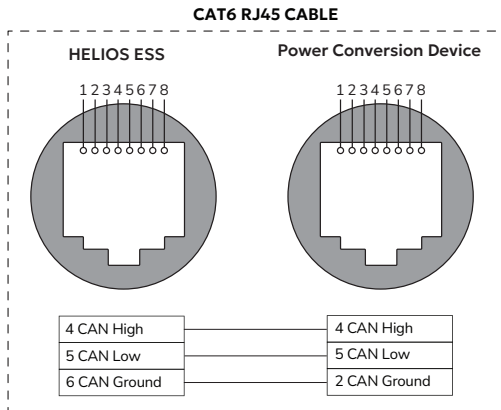 CAT6 RJ45 CABLE
HELIOS ESS
Power Conversion Device
12345678
12345678
4 CAN High
4 CAN High
5 CAN Low
5 CAN Low
6 CAN Ground
2 CAN Ground